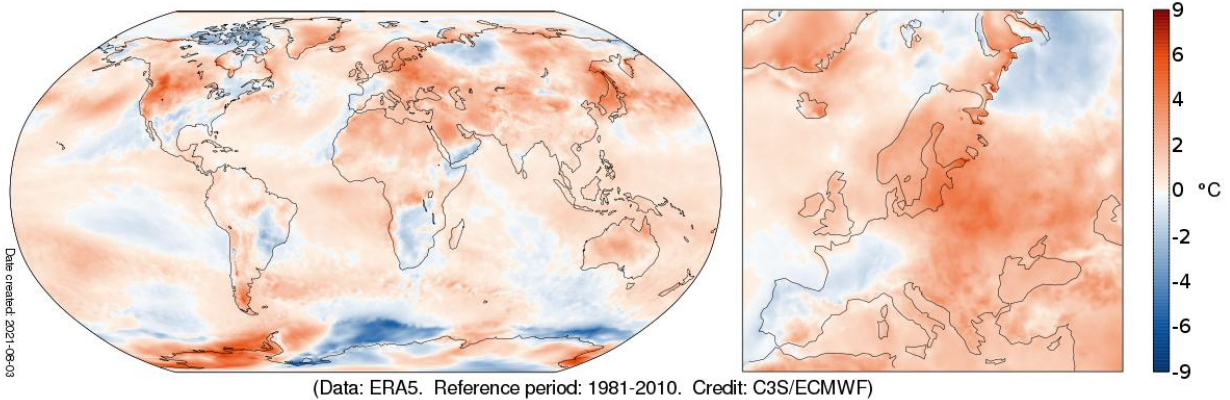 9
6
4
2
0 °C
-2
-4
-6
-9
Date created: 2021-08-03
(Data: ERA5. Reference period: 1981-2010. Credit: C3S/ECMWF)